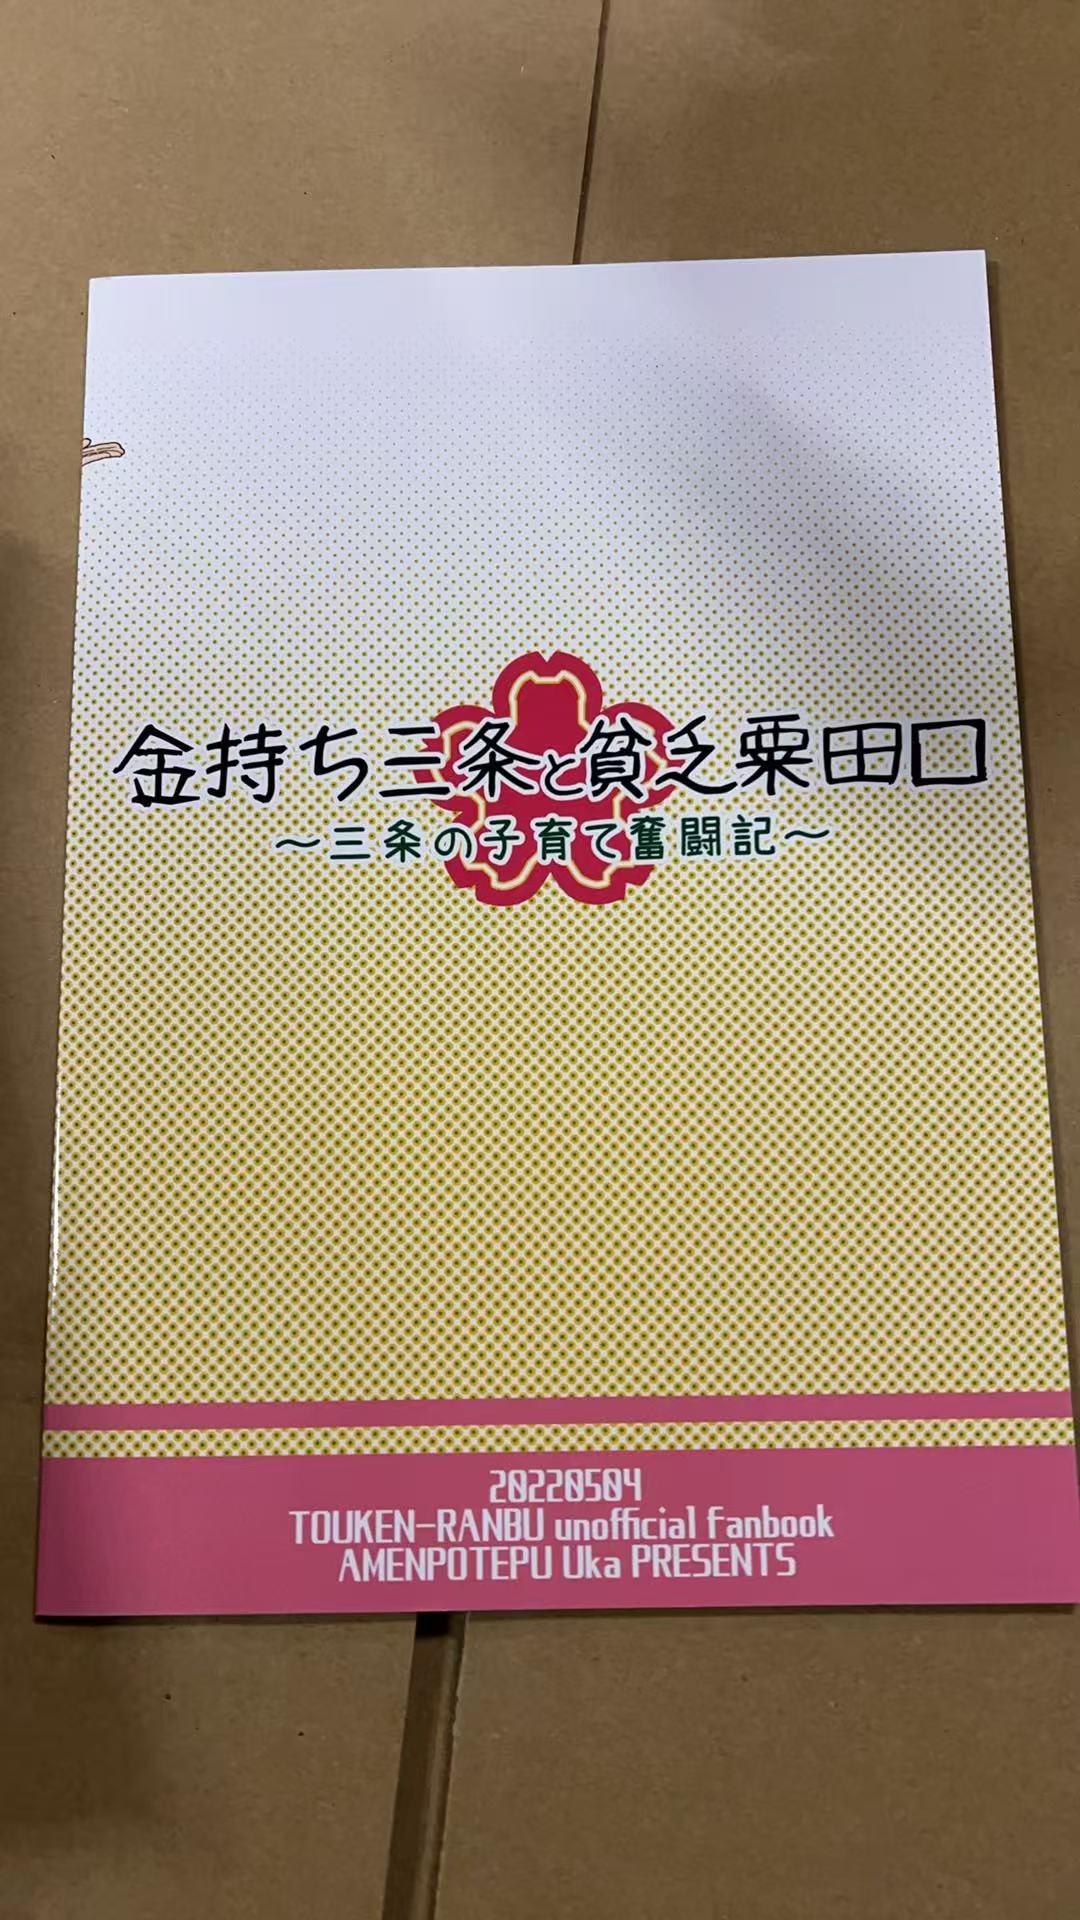 金持ち三条と貧乏粟田口
～三条の子育て奮闘記～
20220504
TOUKEN-RANBU unofficial fanbook
AMENPOTEPU Uka PRESENTS